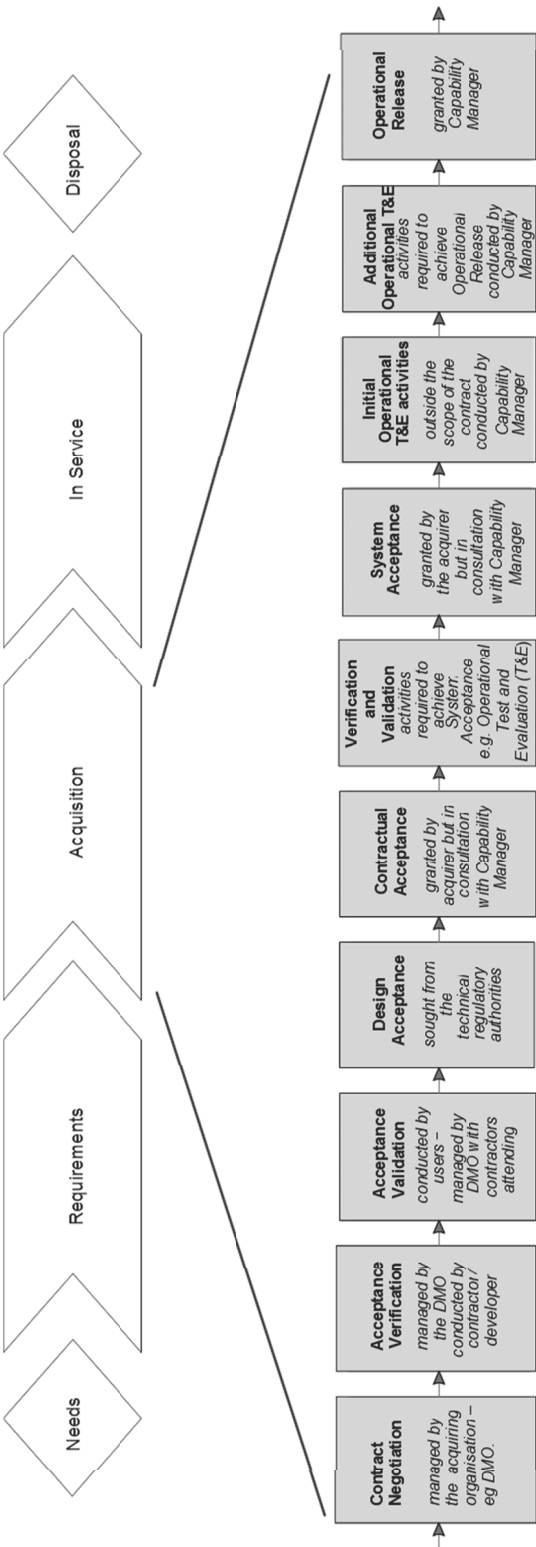 Needs
Requirements
Acquisition
In Service
Disposal
Contract
Negotiation
managed by
the acquiring
organisation –
eg DMO.
Acceptance
Verification
managed by
the DMO
conducted by
contractor/
developer
Acceptance
Validation
conducted by
users –
managed by
DMO with
contractors
attending
Design
Acceptance
sought from
the
technical
regulatory
authorities
Contractual
Acceptance
granted by
acquirer but in
consultation
with Capability
Manager
Verification
and
Validation
activities
required to
achieve
System
Acceptance
e.g. Operational
Test and
Evaluation (T&E)
System
Acceptance
granted by
the acquirer
but in
consultation
with Capability
Manager
Initial
Operational
T&E activities
outside the
scope of the
contract
conducted by
Capability
Manager
Additional
Operational T&E
activities
required to
achieve
Operational
Release
conducted by
Capability
Manager
Operational
Release
granted by
Capability
Manager